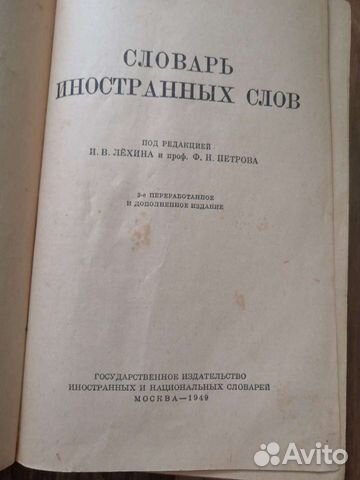 СЛОВАРЬ
ИНОСТРАННЫХ СЛОВ
ПОД РЕДАКЦИЕЙ
И. В. ЛЁХИНА и проф. Ф. Н. ПЕТРОВА
3-е ПЕРЕРАБОТАННОЕ
И ДОПОЛНЕННОЕ ИЗДАНИЕ
ГОСУДАРСТВЕННОЕ ИЗДАТЕЛЬСТВО
ИНОСТРАННЫХ И НАЦИОНАЛЬНЫХ СЛОВАРЕЙ
МОСКВА—1949
Avito